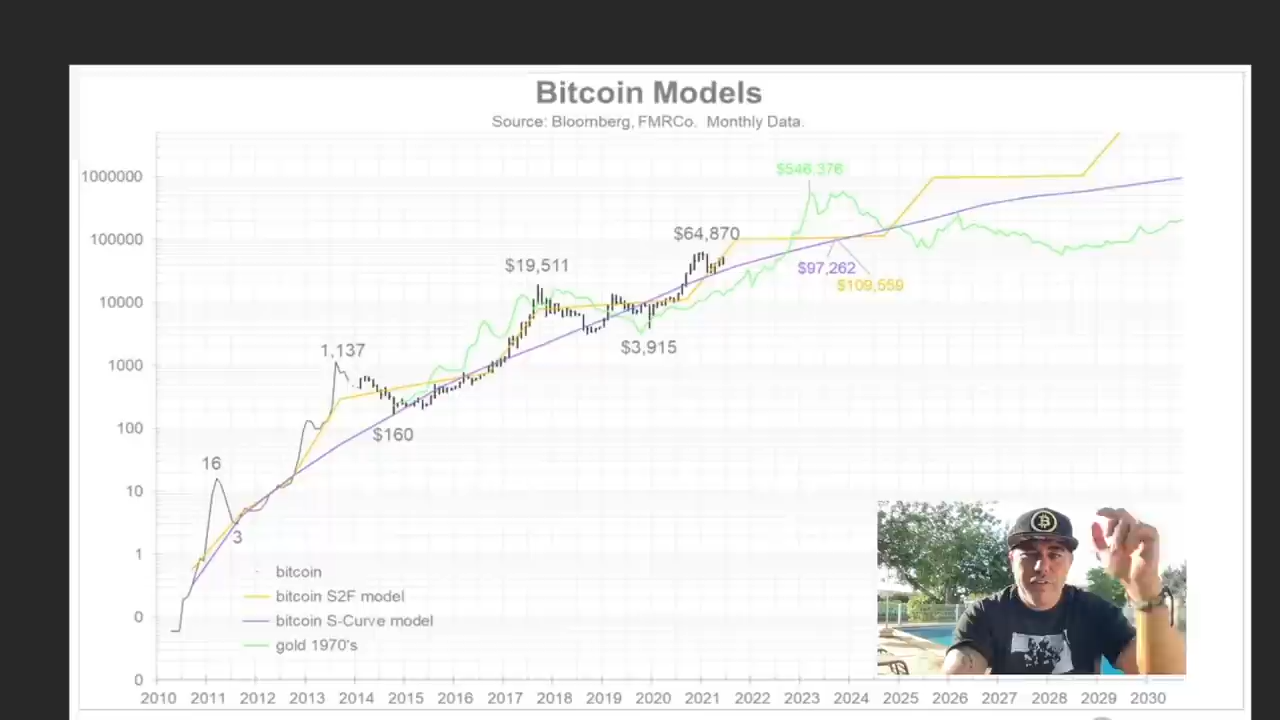 Bitcoin Models
Source: Bloomberg, FMRCo. Monthly Data.
1000000
100000
10000
1000
100
10
1
0
0
$546,376
$64,870
$19,511
$97,262
$109,559
$3,915
1,137
$160
16
3
bitcoin
bitcoin S2F model
bitcoin S-Curve model
gold 1970's
2010 2011 2012 2013 2014 2015 2016 2017 2018 2019 2020 2021 2022 2023 2024 2025 2026 2027 2028 2029 2030